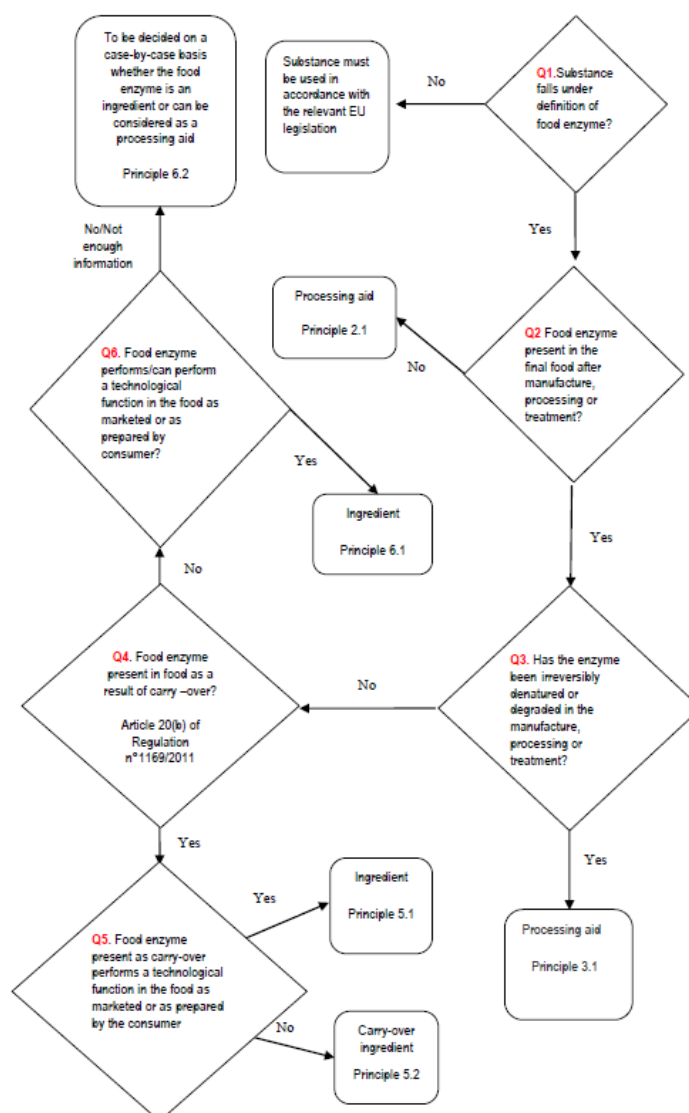 To be decided on a
case-by-case basis
whether the food
enzyme is an
ingredient or can be
considered as a
processing aid
Principle 6.2
Substance must
be used in
accordance with
the relevant EU
legislation
No
Q1.Substance
falls under
definition of
food enzyme?
Yes
No/Not
enough
information
Processing aid
Principle 2.1
No
Q2 Food enzyme
present in the
final food after
manufacture,
processing or
treatment?
Q6. Food enzyme
performs/can perform
a technological
function in the food as
marketed or as
prepared by
consumer?
Yes
Ingredient
Principle 6.1
Yes
No
Q4. Food enzyme
present in food as a
result of carry –over?
Article 20(b) of
Regulation
n°1169/2011
No
Q3. Has the enzyme
been irreversibly
denatured or
degraded in the
manufacture,
processing or
treatment?
Yes
Yes
Q5. Food enzyme
present as carry-over
performs a technological
function in the food as
marketed or as prepared
by the consumer
Yes
Ingredient
Principle 5.1
No
Carry-over
ingredient
Principle 5.2
Processing aid
Principle 3.1